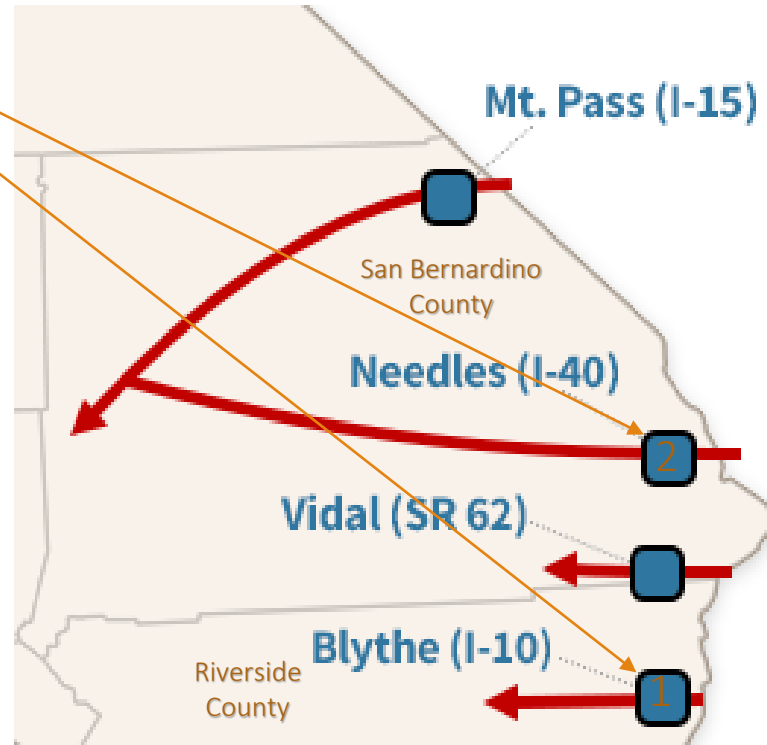 Mt. Pass (I-15)
San Bernardino
County
Needles (I-40)
2
Vidal (SR 62)
Blythe (I-10)
Riverside
County
1